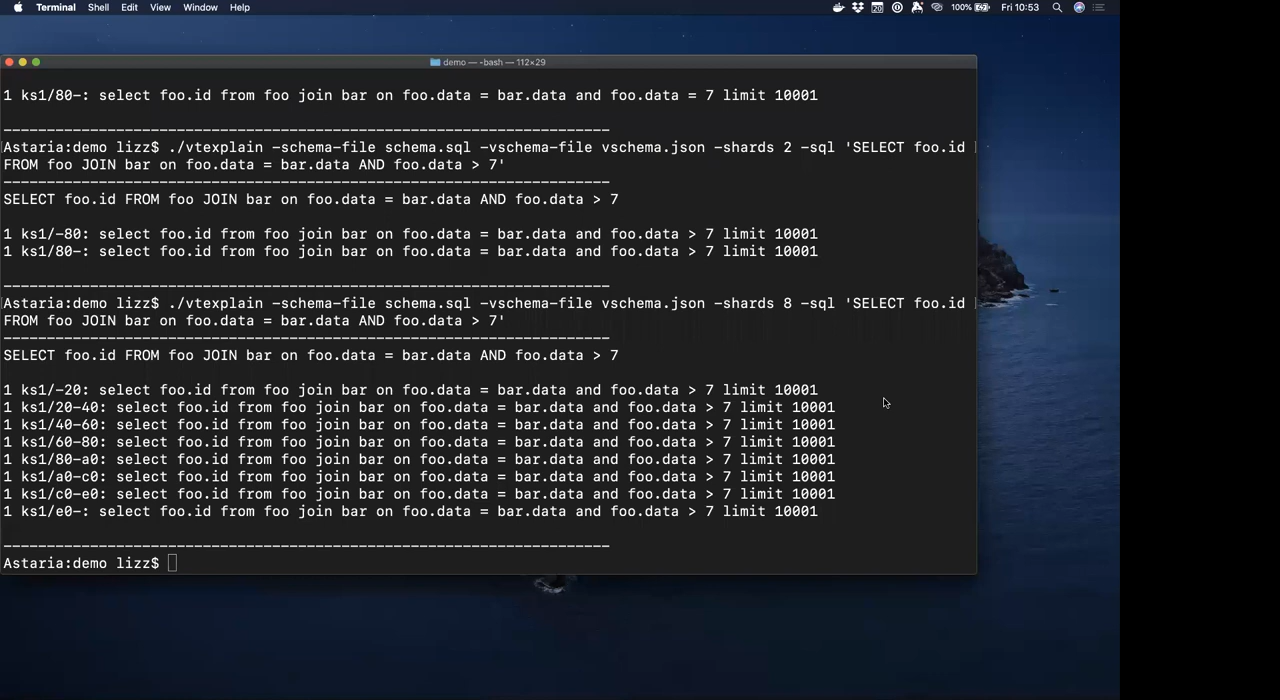 Terminal Shell Edit View Window Help 20 100% Fri 10:53
demo — -bash — 112×29
1 ks1/80-: select foo.id from foo join bar on foo.data = bar.data and foo.data = 7 limit 10001
----------------------------------------------------------------------
Astaria:demo lizz$ ./vtexplain -schema-file schema.sql -vschema-file vschema.json -shards 2 -sql 'SELECT foo.id
FROM foo JOIN bar on foo.data = bar.data AND foo.data > 7'
----------------------------------------------------------------------
SELECT foo.id FROM foo JOIN bar on foo.data = bar.data AND foo.data > 7
1 ks1/-80: select foo.id from foo join bar on foo.data = bar.data and foo.data > 7 limit 10001
1 ks1/80-: select foo.id from foo join bar on foo.data = bar.data and foo.data > 7 limit 10001
----------------------------------------------------------------------
Astaria:demo lizz$ ./vtexplain -schema-file schema.sql -vschema-file vschema.json -shards 8 -sql 'SELECT foo.id
FROM foo JOIN bar on foo.data = bar.data AND foo.data > 7'
----------------------------------------------------------------------
SELECT foo.id FROM foo JOIN bar on foo.data = bar.data AND foo.data > 7
1 ks1/-20: select foo.id from foo join bar on foo.data = bar.data and foo.data > 7 limit 10001
1 ks1/20-40: select foo.id from foo join bar on foo.data = bar.data and foo.data > 7 limit 10001
1 ks1/40-60: select foo.id from foo join bar on foo.data = bar.data and foo.data > 7 limit 10001
1 ks1/60-80: select foo.id from foo join bar on foo.data = bar.data and foo.data > 7 limit 10001
1 ks1/80-a0: select foo.id from foo join bar on foo.data = bar.data and foo.data > 7 limit 10001
1 ks1/a0-c0: select foo.id from foo join bar on foo.data = bar.data and foo.data > 7 limit 10001
1 ks1/c0-e0: select foo.id from foo join bar on foo.data = bar.data and foo.data > 7 limit 10001
1 ks1/e0-: select foo.id from foo join bar on foo.data = bar.data and foo.data > 7 limit 10001
----------------------------------------------------------------------
Astaria:demo lizz$